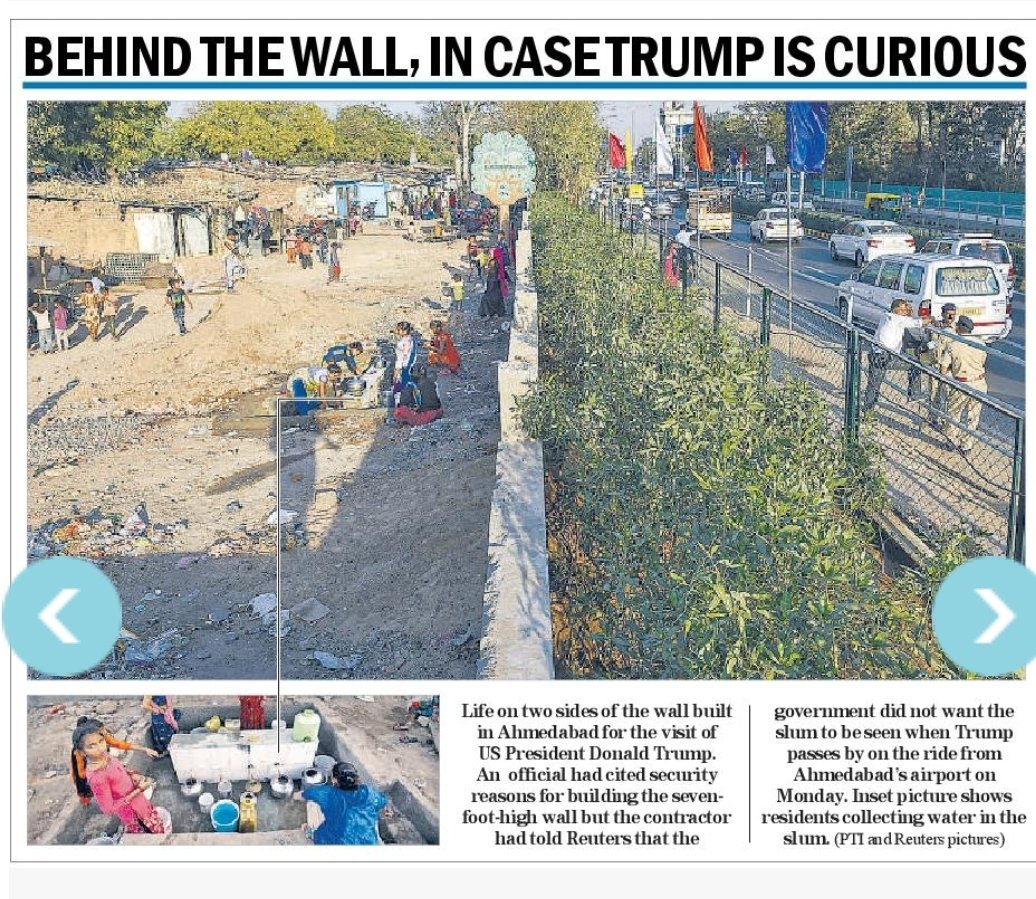 BEHIND THE WALL, IN CASE TRUMP IS CURIOUS
Life on two sides of the wall built
in Ahmedabad for the visit of
US President Donald Trump.
An official had cited security
reasons for building the seven-
foot-high wall but the contractor
had told Reuters that the
government did not want the
slum to be seen when Trump
passes by on the ride from
Ahmedabad's airport on
Monday. Inset picture shows
residents collecting water in the
slum. (PTI and Reuters pictures)